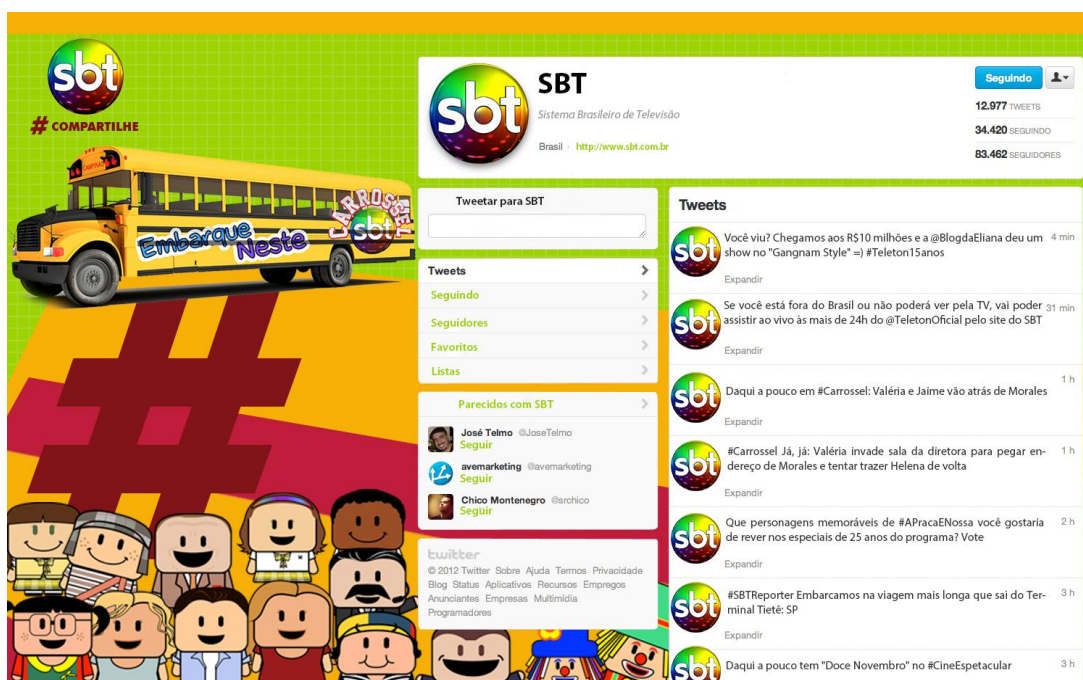 sbt
# COMPARTILHE
Embarque
Neste
CARROSSEL
sbt
sbt
SBT
Sistema Brasileiro de Televisão
Brasil · http://www.sbt.com.br
Seguindo
12.977 TWEETS
34.420 SEGUINDO
83.462 SEGUIDORES
Tweetar para SBT
Tweets
Seguindo
Seguidores
Favoritos
Listas
Parecidos com SBT
José Telmo @JoseTelmo
Seguir
avemarketing @avemarketing
Seguir
Chico Montenegro @srchico
Seguir
twitter
© 2012 Twitter Sobre Ajuda Termos Privacidade
Blog Status Aplicativos Recursos Empregos
Anunciantes Empresas Multimídia
Programadores
Tweets
sbt
Você viu? Chegamos aos R$10 milhões e a @BlogdaEliana deu um 4 min
show no "Gangnam Style" =) #Teleton15anos
Expandir
sbt
Se você está fora do Brasil ou não poderá ver pela TV, vai poder 31 min
assistir ao vivo às mais de 24h do @TeletonOficial pelo site do SBT
Expandir
sbt
1 h
Daqui a pouco em #Carrossel: Valéria e Jaime vão atrás de Morales
Expandir
sbt
#Carrossel Já, já: Valéria invade sala da diretora para pegar en- 1 h
dereço de Morales e tentar trazer Helena de volta
Expandir
sbt
Que personagens memoráveis de #APracaENossa você gostaria 2 h
de rever nos especiais de 25 anos do programa? Vote
Expandir
sbt
#SBTReporter Embarcamos na viagem mais longa que sai do Ter- 3 h
minal Tietê: SP
Expandir
sbt
Daqui a pouco tem "Doce Novembro" no #CineEspetacular 3 h